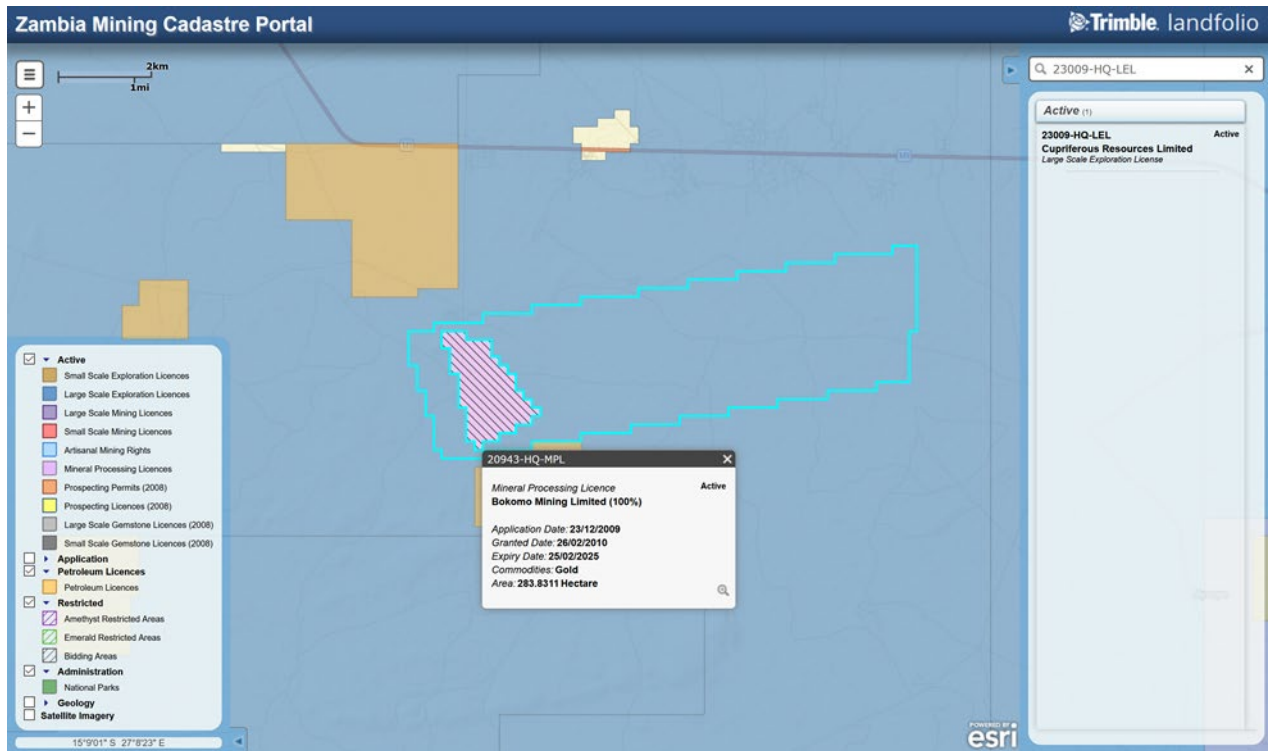 Zambia Mining Cadastre Portal
Trimble. landfolio
2km
1mi
+
−
23009-HQ-LEL
Active (1)
23009-HQ-LEL Active
Cupriferous Resources Limited
Large Scale Exploration License
Active
Small Scale Exploration Licences
Large Scale Exploration Licences
Large Scale Mining Licences
Small Scale Mining Licences
Artisanal Mining Rights
Mineral Processing Licences
Prospecting Permits (2008)
Prospecting Licences (2008)
Large Scale Gemstone Licences (2008)
Small Scale Gemstone Licences (2008)
Application
Petroleum Licences
Petroleum Licences
Restricted
Amethyst Restricted Areas
Emerald Restricted Areas
Bidding Areas
Administration
National Parks
Geology
Satellite Imagery
15°9'01" S 27°8'23" E
20943-HQ-MPL
Mineral Processing Licence Active
Bokomo Mining Limited (100%)
Application Date: 23/12/2009
Granted Date: 26/02/2010
Expiry Date: 25/02/2025
Commodities: Gold
Area: 283.8311 Hectare
POWERED BY
esri